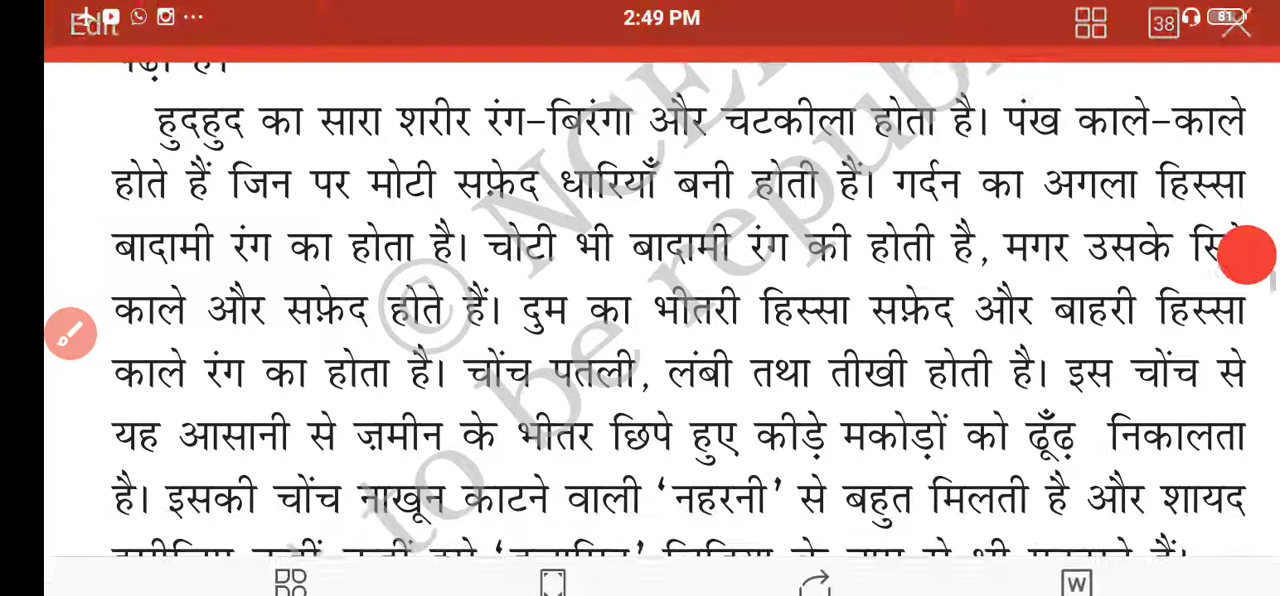 Edit 2:49 PM 38 81
हुदहुद का सारा शरीर रंग-बिरंगा और चटकीला होता है। पंख काले-काले
होते हैं जिन पर मोटी सफ़ेद धारियाँ बनी होती हैं। गर्दन का अगला हिस्सा
बादामी रंग का होता है। चोटी भी बादामी रंग की होती है, मगर उसके
काले और सफ़ेद होते हैं। दुम का भीतरी हिस्सा सफ़ेद और बाहरी हिस्सा
काले रंग का होता है। चोंच पतली, लंबी तथा तीखी होती है। इस चोंच से
यह आसानी से ज़मीन के भीतर छिपे हुए कीड़े मकोड़ों को ढूँढ़ निकालता
है। इसकी चोंच नाखून काटने वाली ‘नहरनी’ से बहुत मिलती है और शायद
W